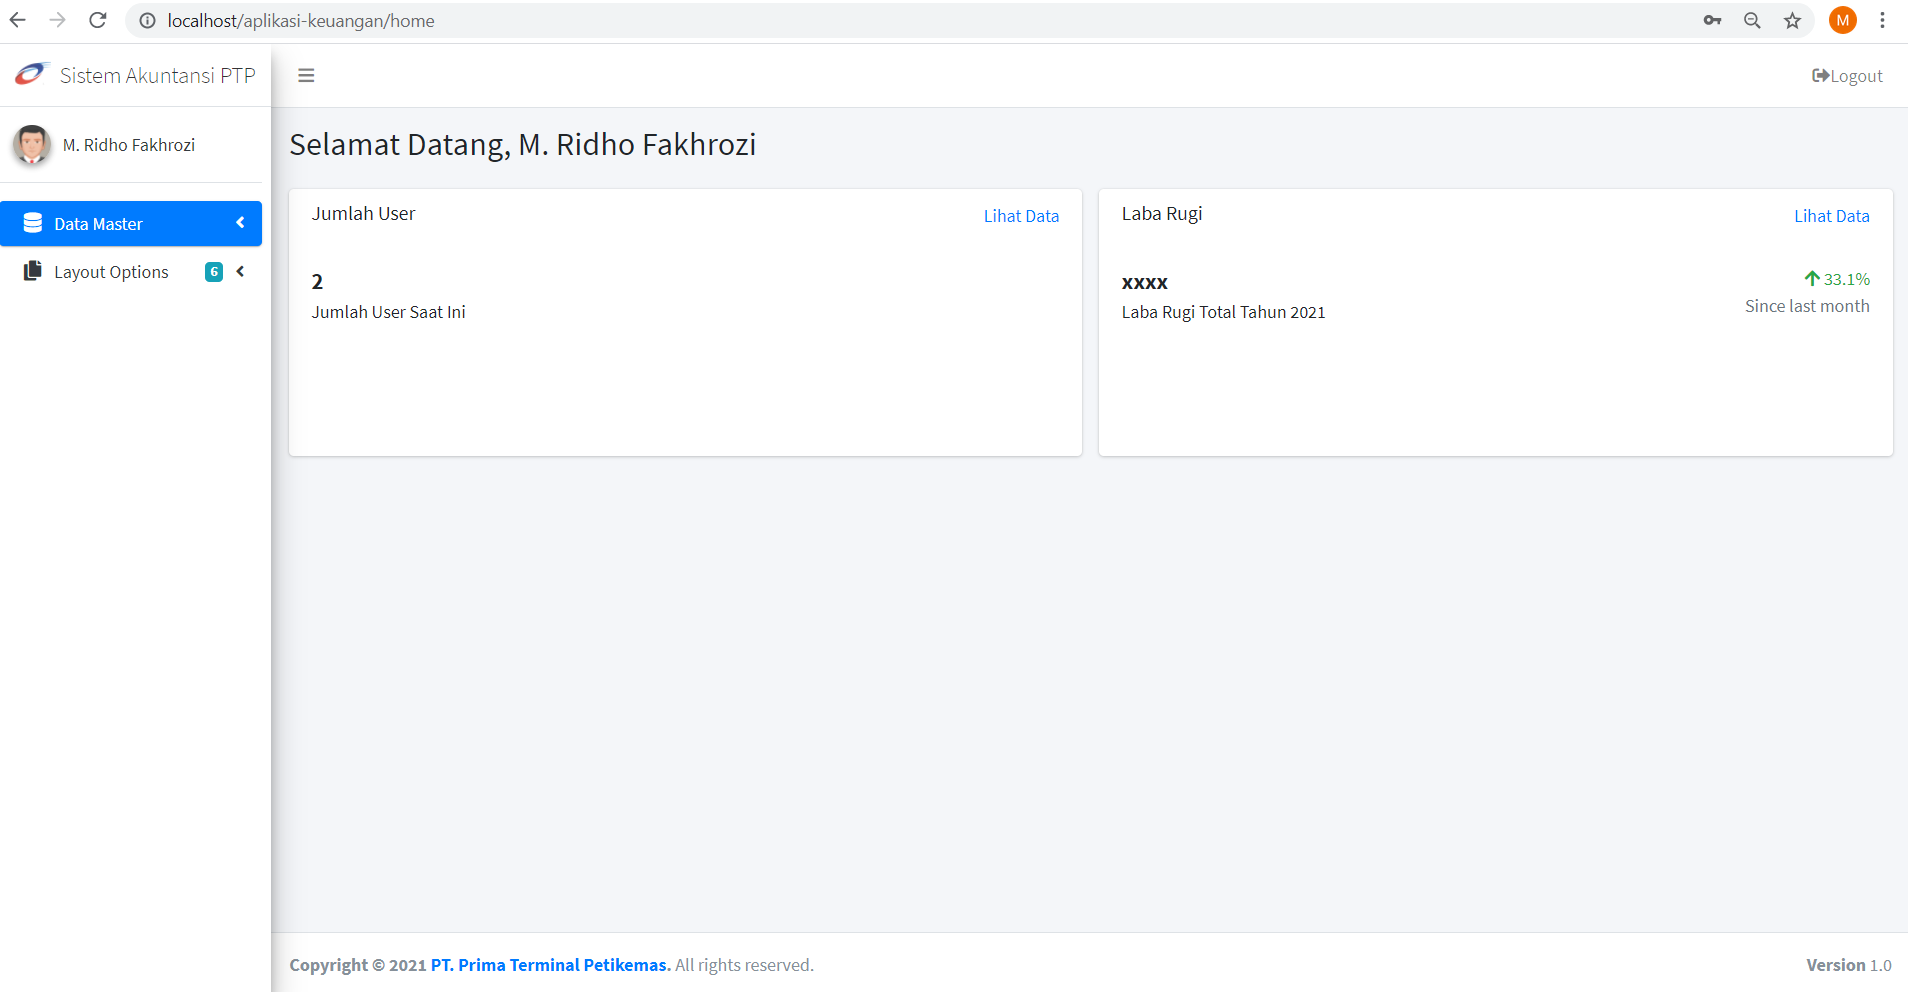 localhost/aplikasi-keuangan/home
M
Sistem Akuntansi PTP
Logout
M. Ridho Fakhrozi
Data Master
Layout Options 6
Selamat Datang, M. Ridho Fakhrozi
Jumlah User
Lihat Data
2
Jumlah User Saat Ini
Laba Rugi
Lihat Data
xxxx
33.1%
Laba Rugi Total Tahun 2021
Since last month
Copyright © 2021 PT. Prima Terminal Petikemas. All rights reserved.
Version 1.0